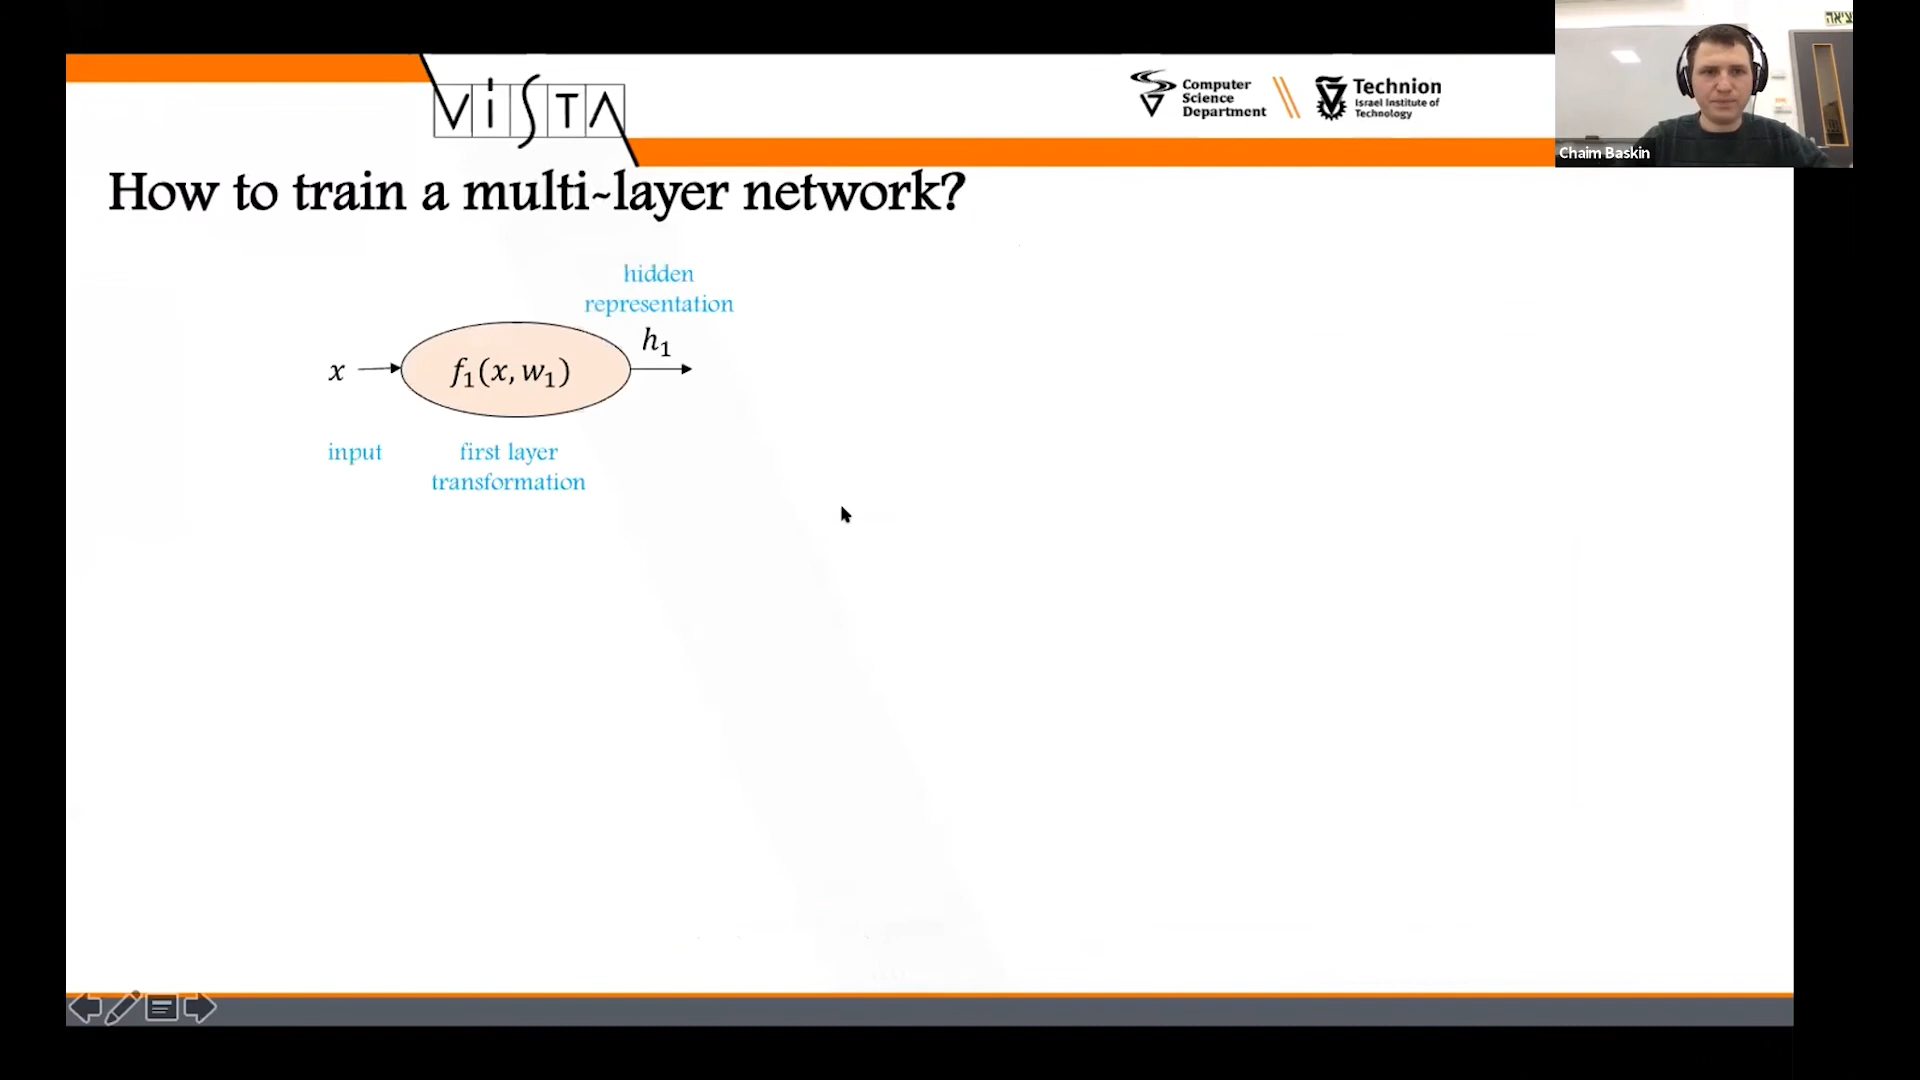 VISTA
Computer
Science
Department
Technion
Israel Institute of
Technology
יציאה
Chaim Baskin
How to train a multi-layer network?
hidden
representation
h₁
x
f₁(x, w₁)
input
first layer
transformation